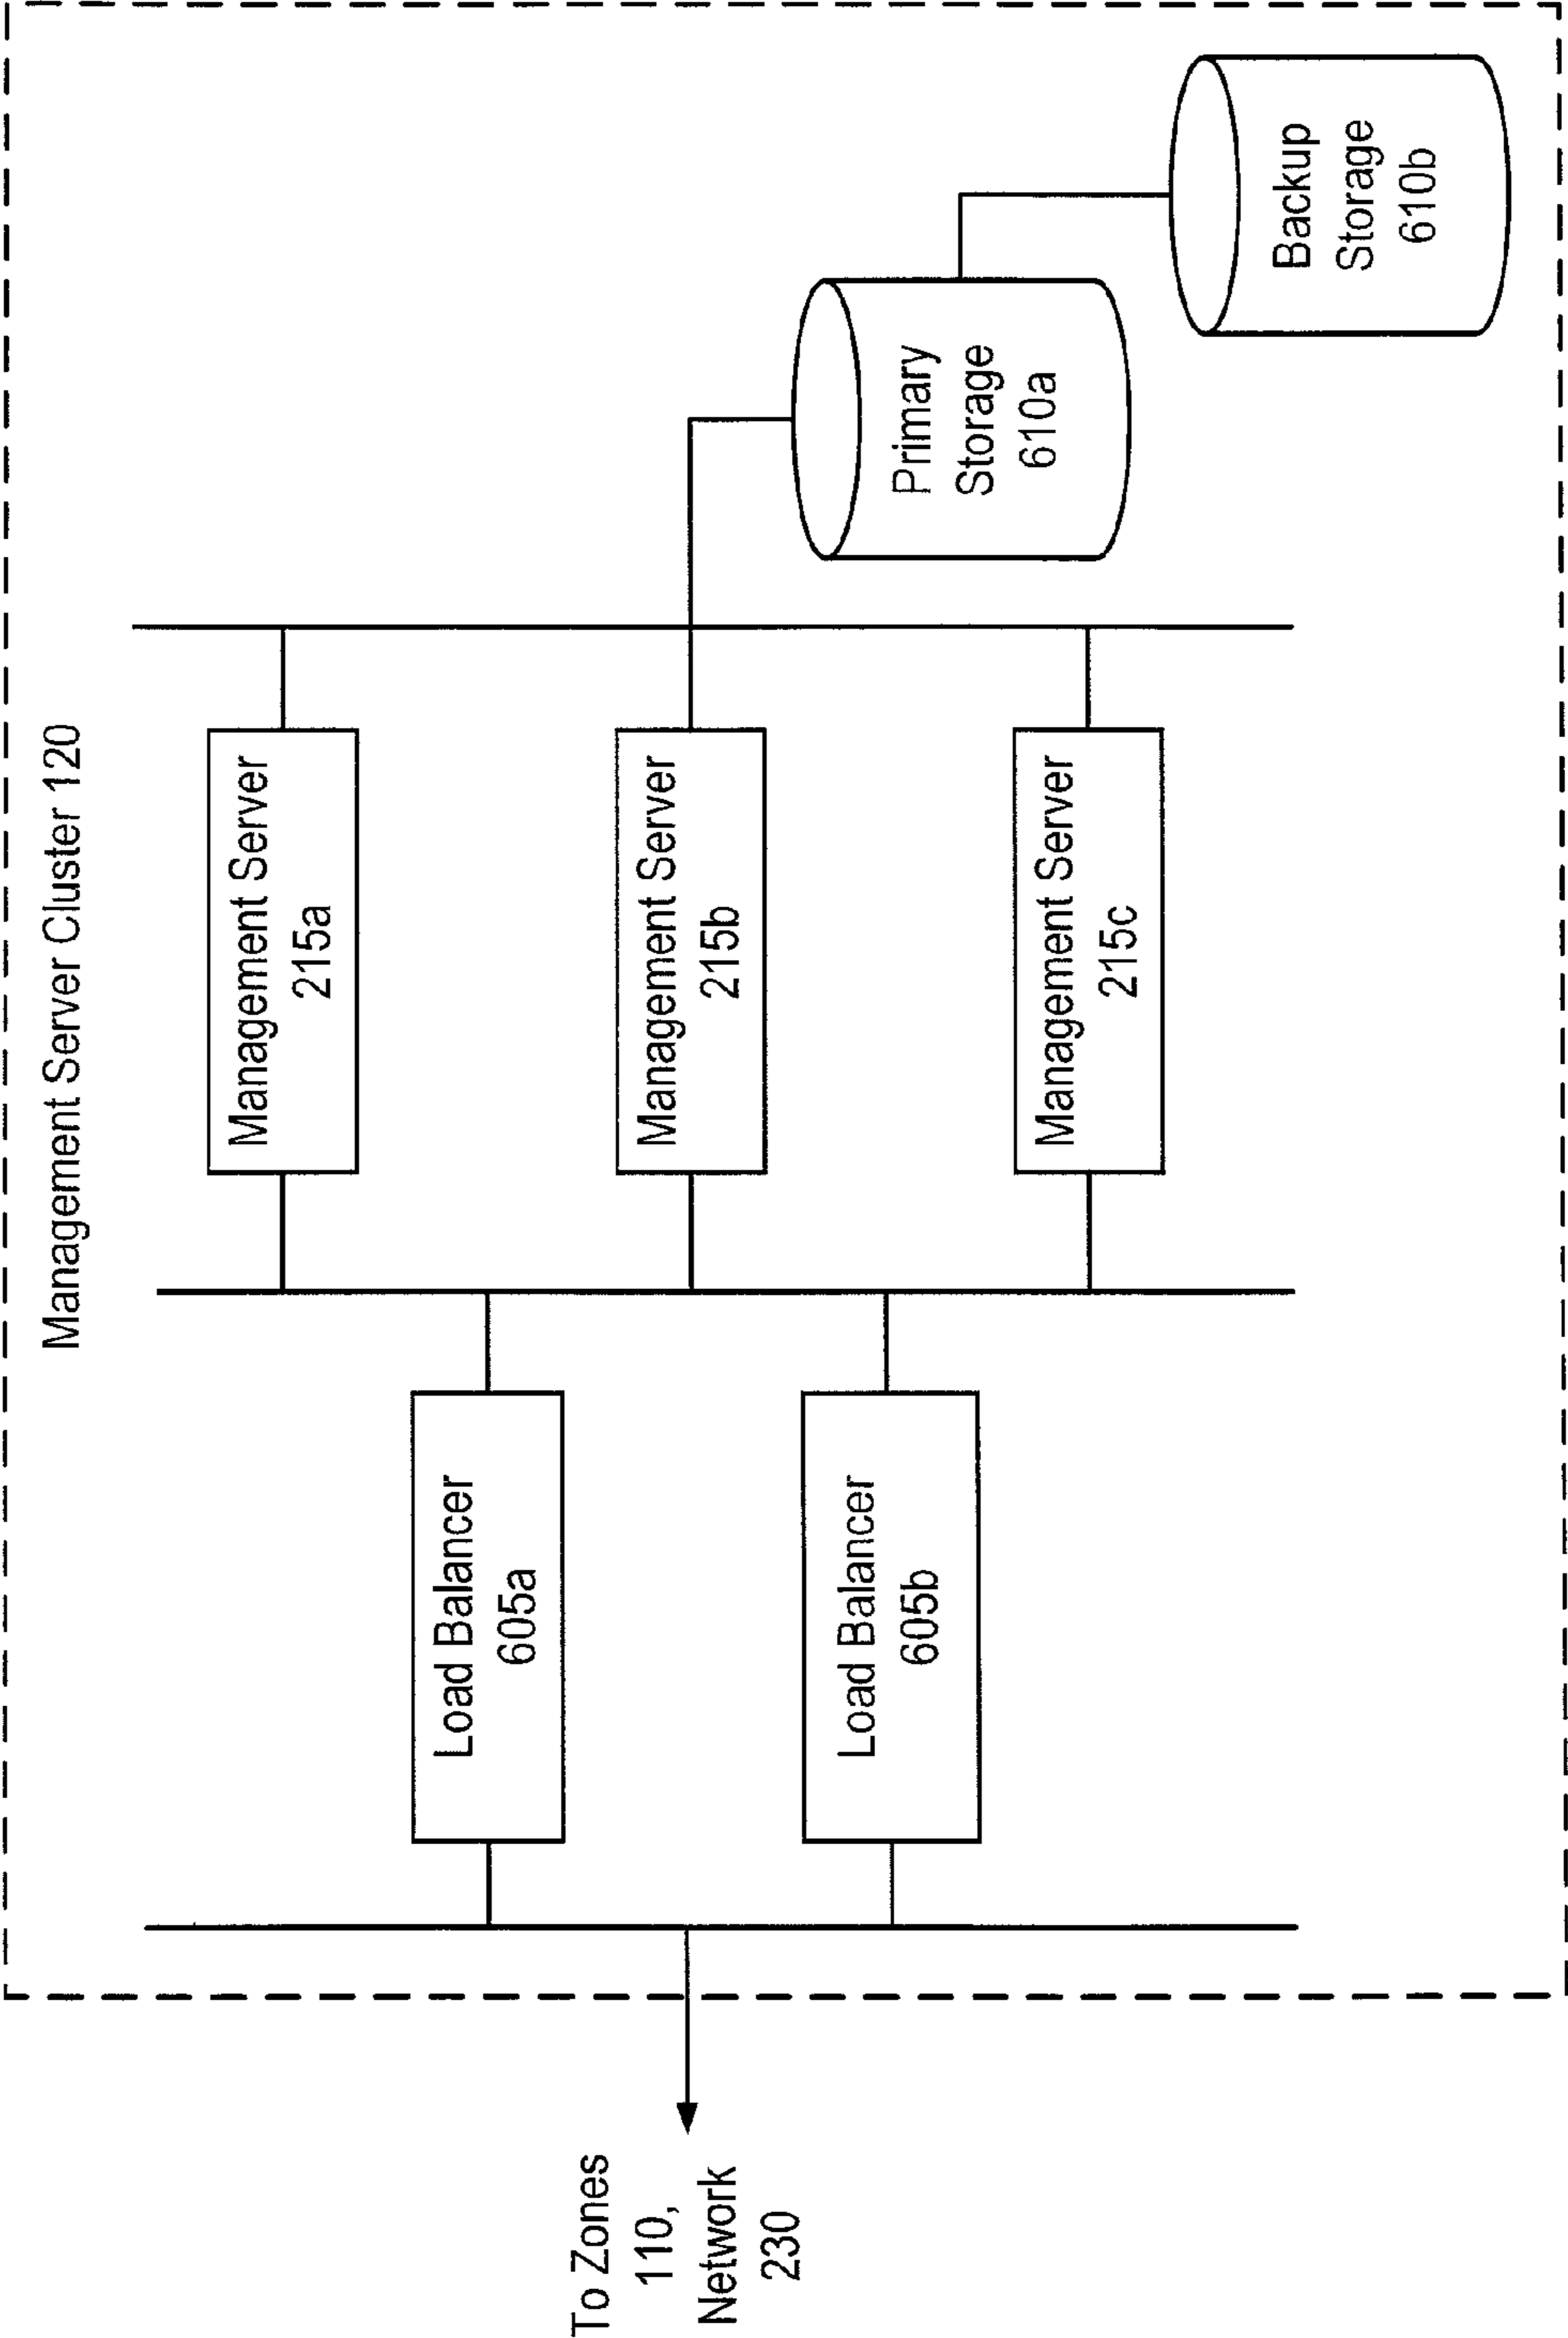 Management Server Cluster 120
To Zones
110,
Network
230
Load Balancer
605a
Load Balancer
605b
Management Server
215a
Management Server
215b
Management Server
215c
Primary
Storage
610a
Backup
Storage
610b